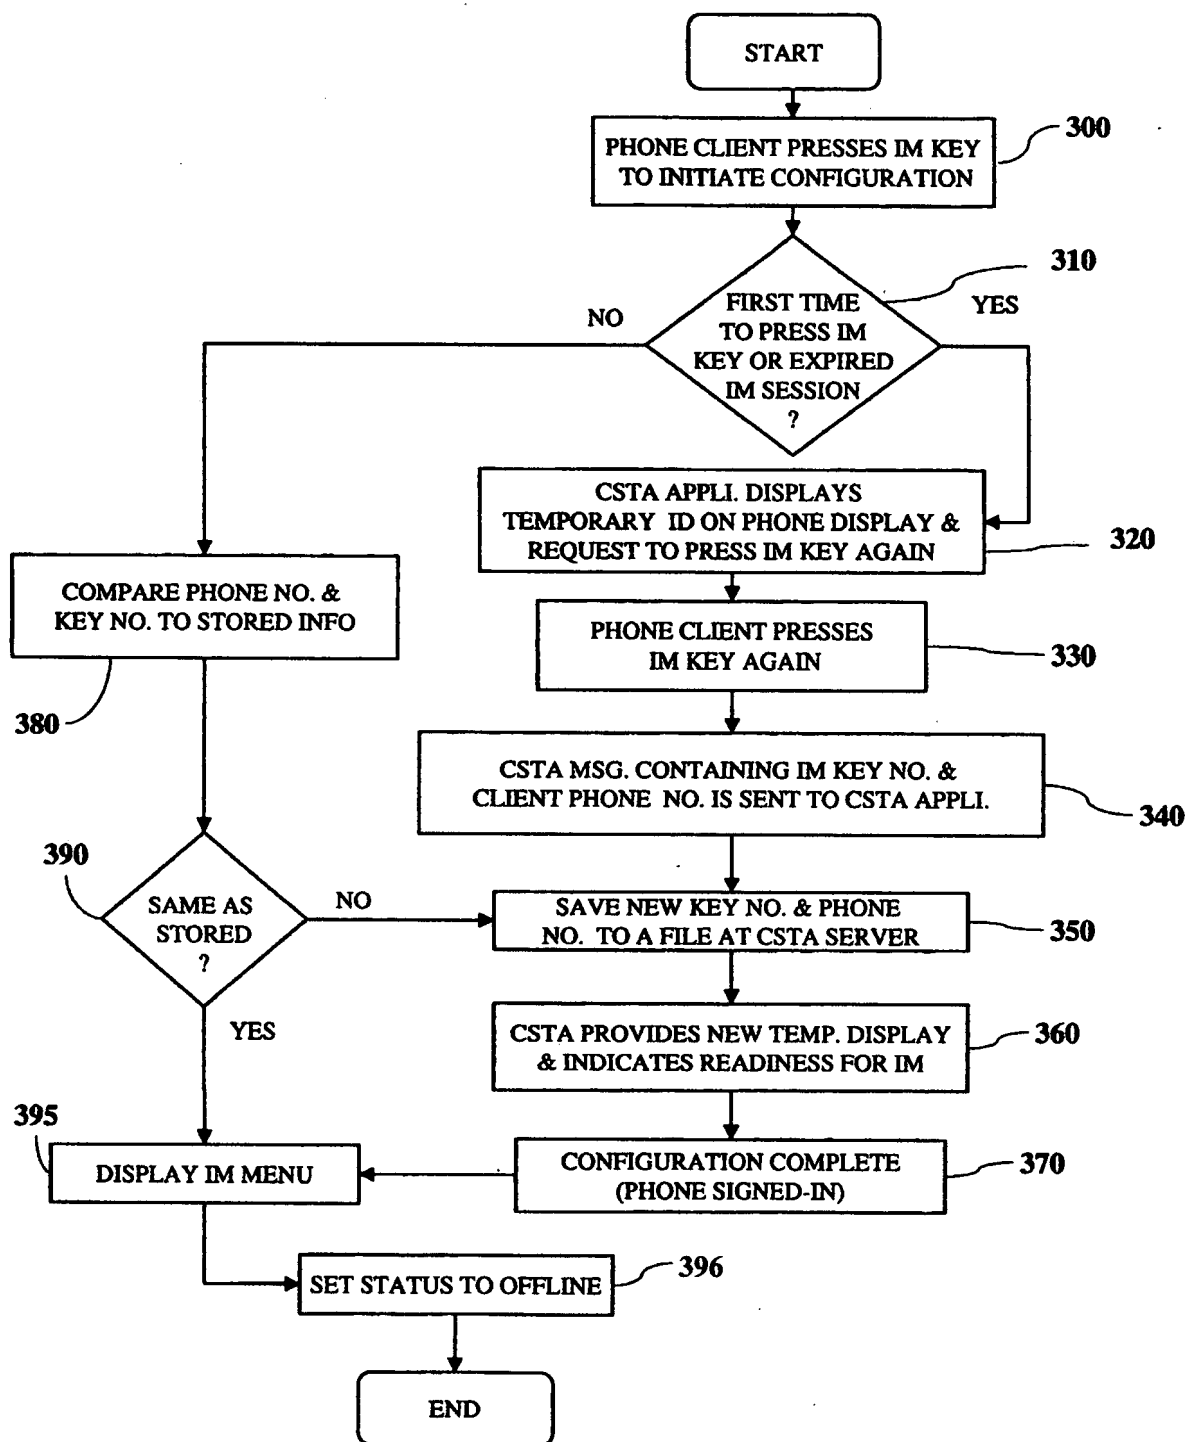 START
PHONE CLIENT PRESSES IM KEY
TO INITIATE CONFIGURATION
300
310
FIRST TIME
TO PRESS IM
KEY OR EXPIRED
IM SESSION
?
NO
YES
CSTA APPLI. DISPLAYS
TEMPORARY ID ON PHONE DISPLAY &
REQUEST TO PRESS IM KEY AGAIN
320
COMPARE PHONE NO. &
KEY NO. TO STORED INFO
380
PHONE CLIENT PRESSES
IM KEY AGAIN
330
CSTA MSG. CONTAINING IM KEY NO. &
CLIENT PHONE NO. IS SENT TO CSTA APPLI.
340
390
SAME AS
STORED
?
NO
YES
SAVE NEW KEY NO. & PHONE
NO. TO A FILE AT CSTA SERVER
350
CSTA PROVIDES NEW TEMP. DISPLAY
& INDICATES READINESS FOR IM
360
395
DISPLAY IM MENU
CONFIGURATION COMPLETE
(PHONE SIGNED-IN)
370
SET STATUS TO OFFLINE
396
END